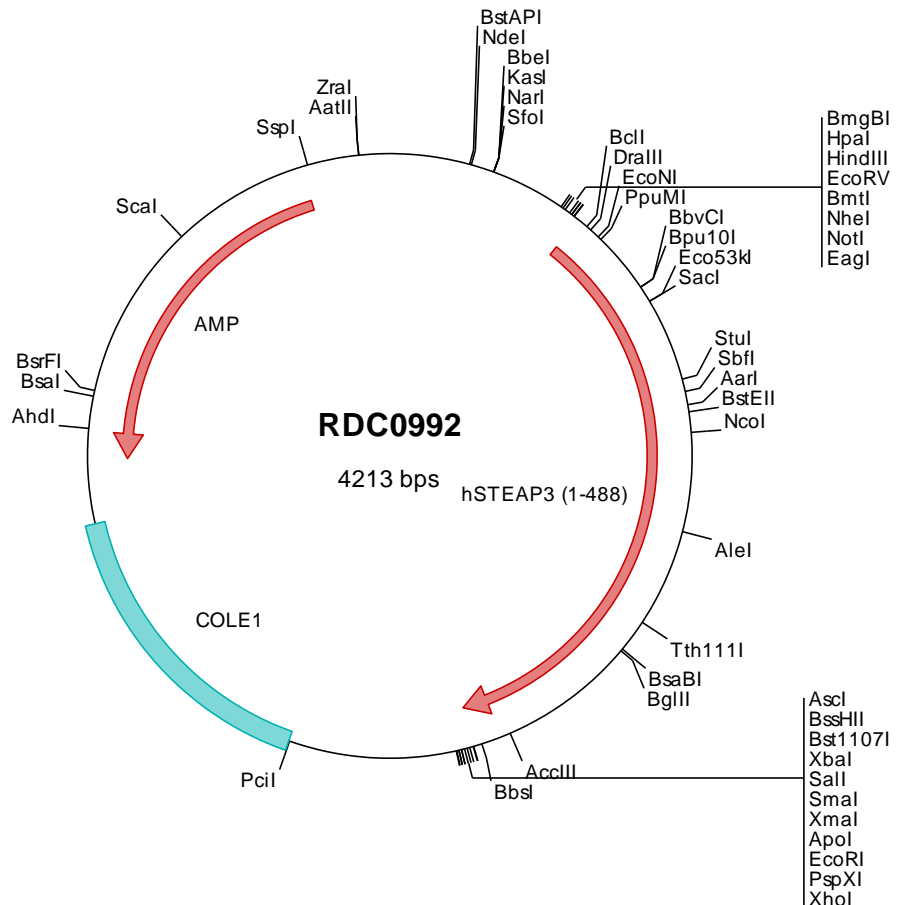 BstAPI
NdeI
BbeI
KasI
NarI
SfoI
ZraI
AatII
SspI
ScaI
BclI
DraIII
EcoNI
PpuMI
BmgBI
HpaI
HindIII
EcoRV
BmtI
NheI
NotI
EagI
BbvCI
Bpu10I
Eco53kI
SacI
AMP
StuI
SbfI
AarI
BstEII
NcoI
BsrFI
BsaI
AhdI
RDC0992
4213 bps
hSTEAP3 (1-488)
AleI
COLE1
Tth111I
BsaBI
BglII
AscI
BssHII
Bst1107I
XbaI
SalI
SmaI
XmaI
ApoI
EcoRI
PspXI
XhoI
AccIII
BbsI
PciI